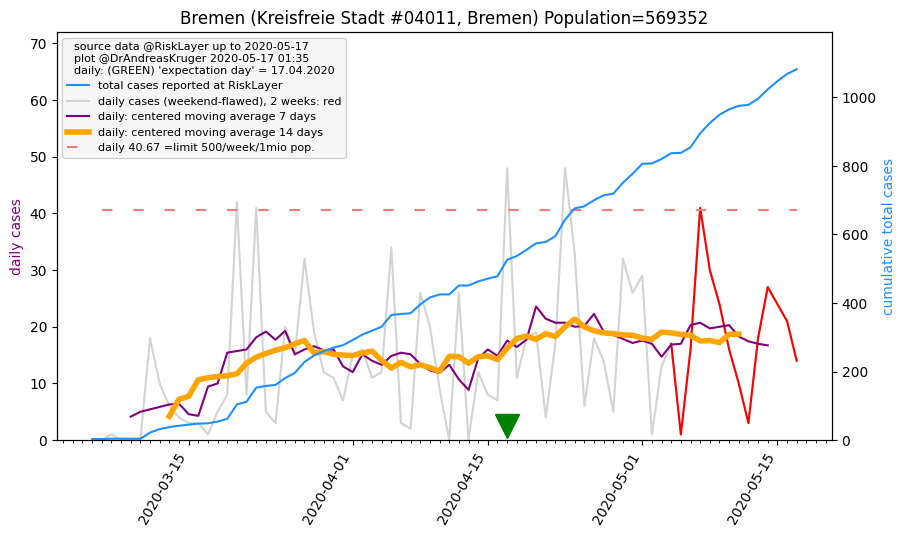 Bremen (Kreisfreie Stadt #04011, Bremen) Population=569352
source data @RiskLayer up to 2020-05-17
plot @DrAndreasKruger 2020-05-17 01:35
daily: (GREEN) 'expectation day' = 17.04.2020
total cases reported at RiskLayer
daily cases (weekend-flawed), 2 weeks: red
daily: centered moving average 7 days
daily: centered moving average 14 days
daily 40.67 =limit 500/week/1mio pop.
daily cases
70
60
50
40
30
20
10
0
cumulative total cases
1000
800
600
400
200
0
2020-03-15
2020-04-01
2020-04-15
2020-05-01
2020-05-15